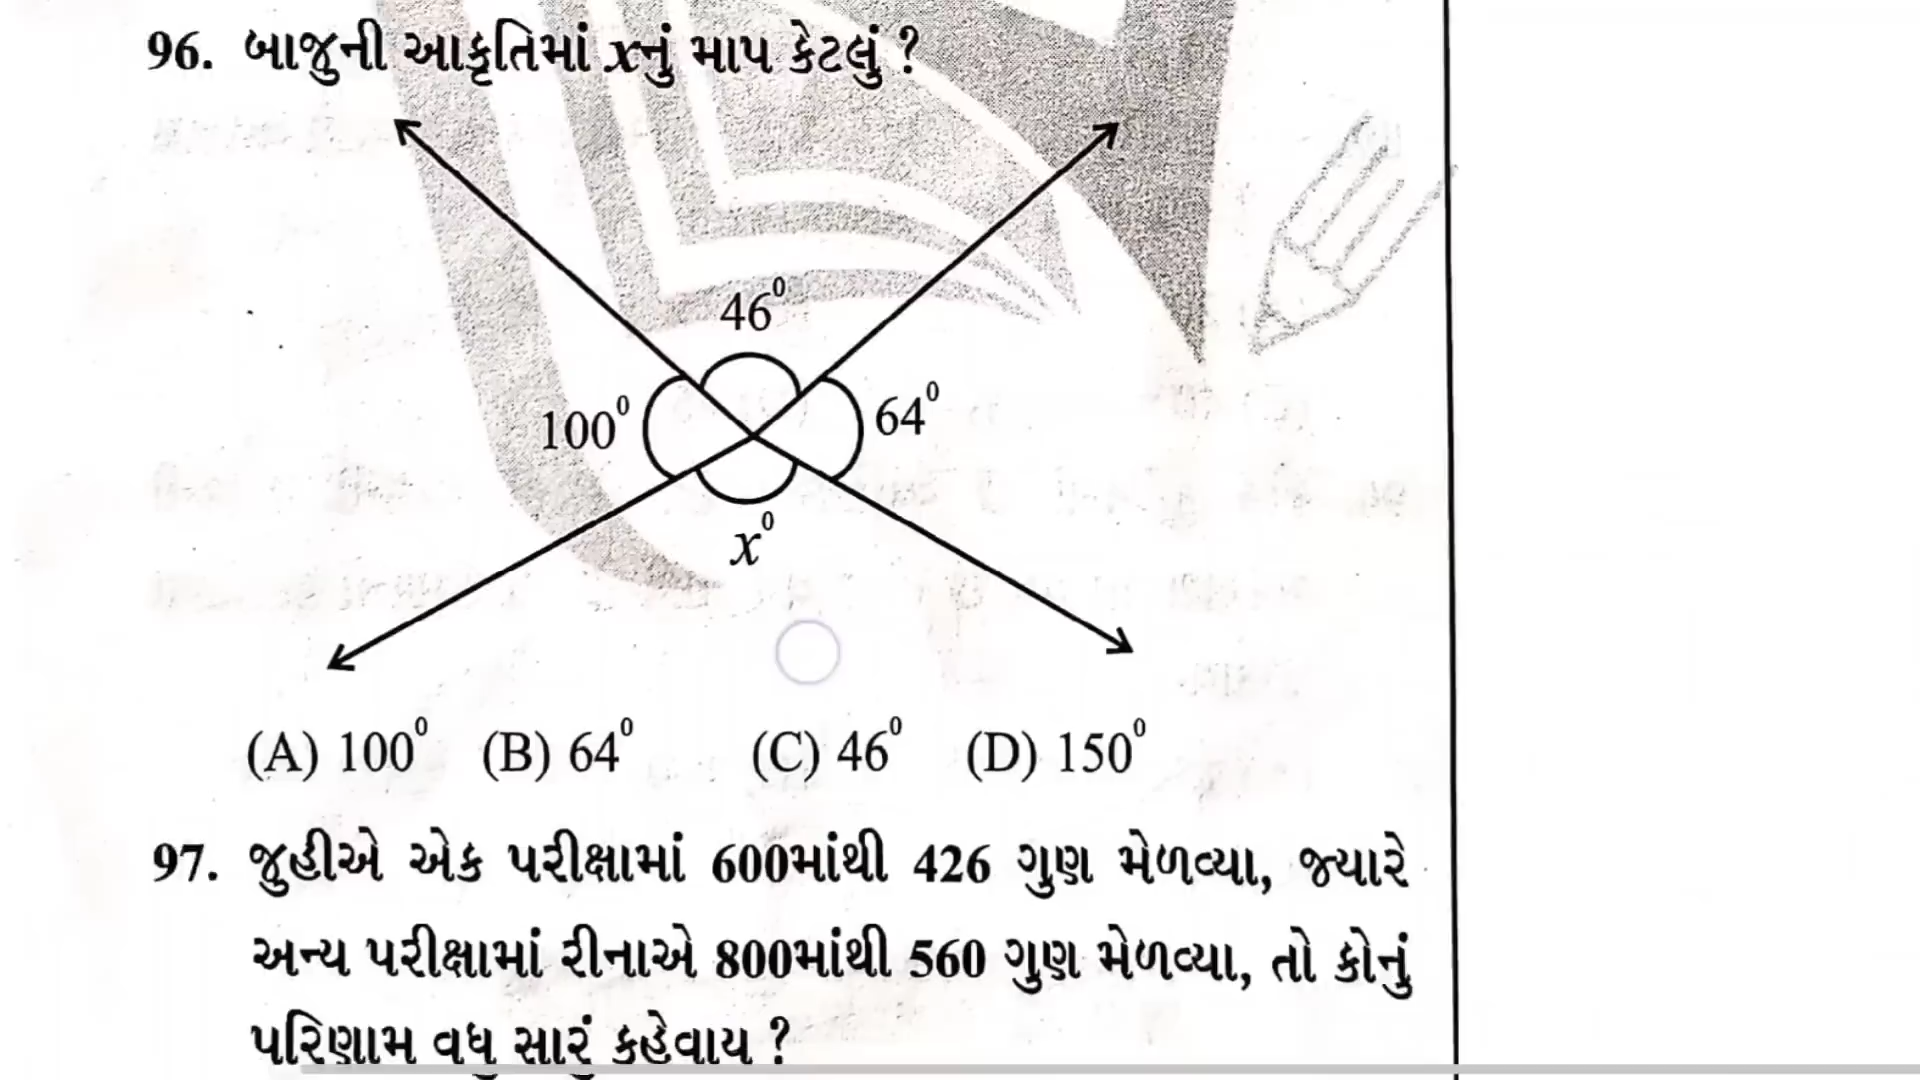 96. બાજુની આકૃતિમાં xનું માપ કેટલું ?
46⁰
100⁰
64⁰
x⁰
(A) 100⁰ (B) 64⁰ (C) 46⁰ (D) 150⁰
97. જુહીએ એક પરીક્ષામાં 600માંથી 426 ગુણ મેળવ્યા, જ્યારે
અન્ય પરીક્ષામાં રીનાએ 800માંથી 560 ગુણ મેળવ્યા, તો કોનું
પરિણામ વધુ સારું કહેવાય ?